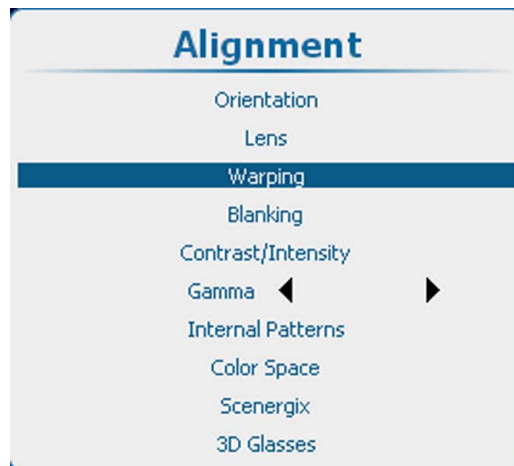 Alignment
Orientation
Lens
Warping
Blanking
Contrast/Intensity
Gamma
Internal Patterns
Color Space
Scenergix
3D Glasses